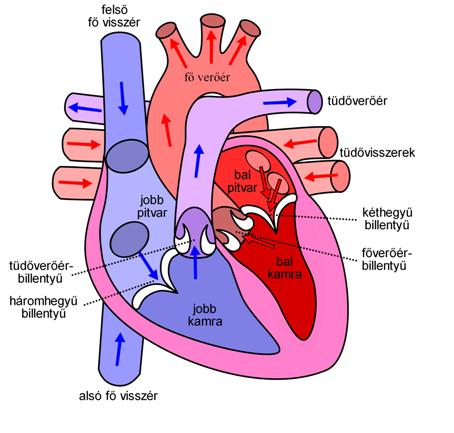 felső
fő visszér
fő verőér
tüdőverőér
tüdővisszerek
jobb
pitvar
bal
pitvar
kéthegyű
billentyű
főverőér-
billentyű
tüdőverőér-
billentyű
háromhegyű
billentyű
bal
kamra
jobb
kamra
alsó fő visszér